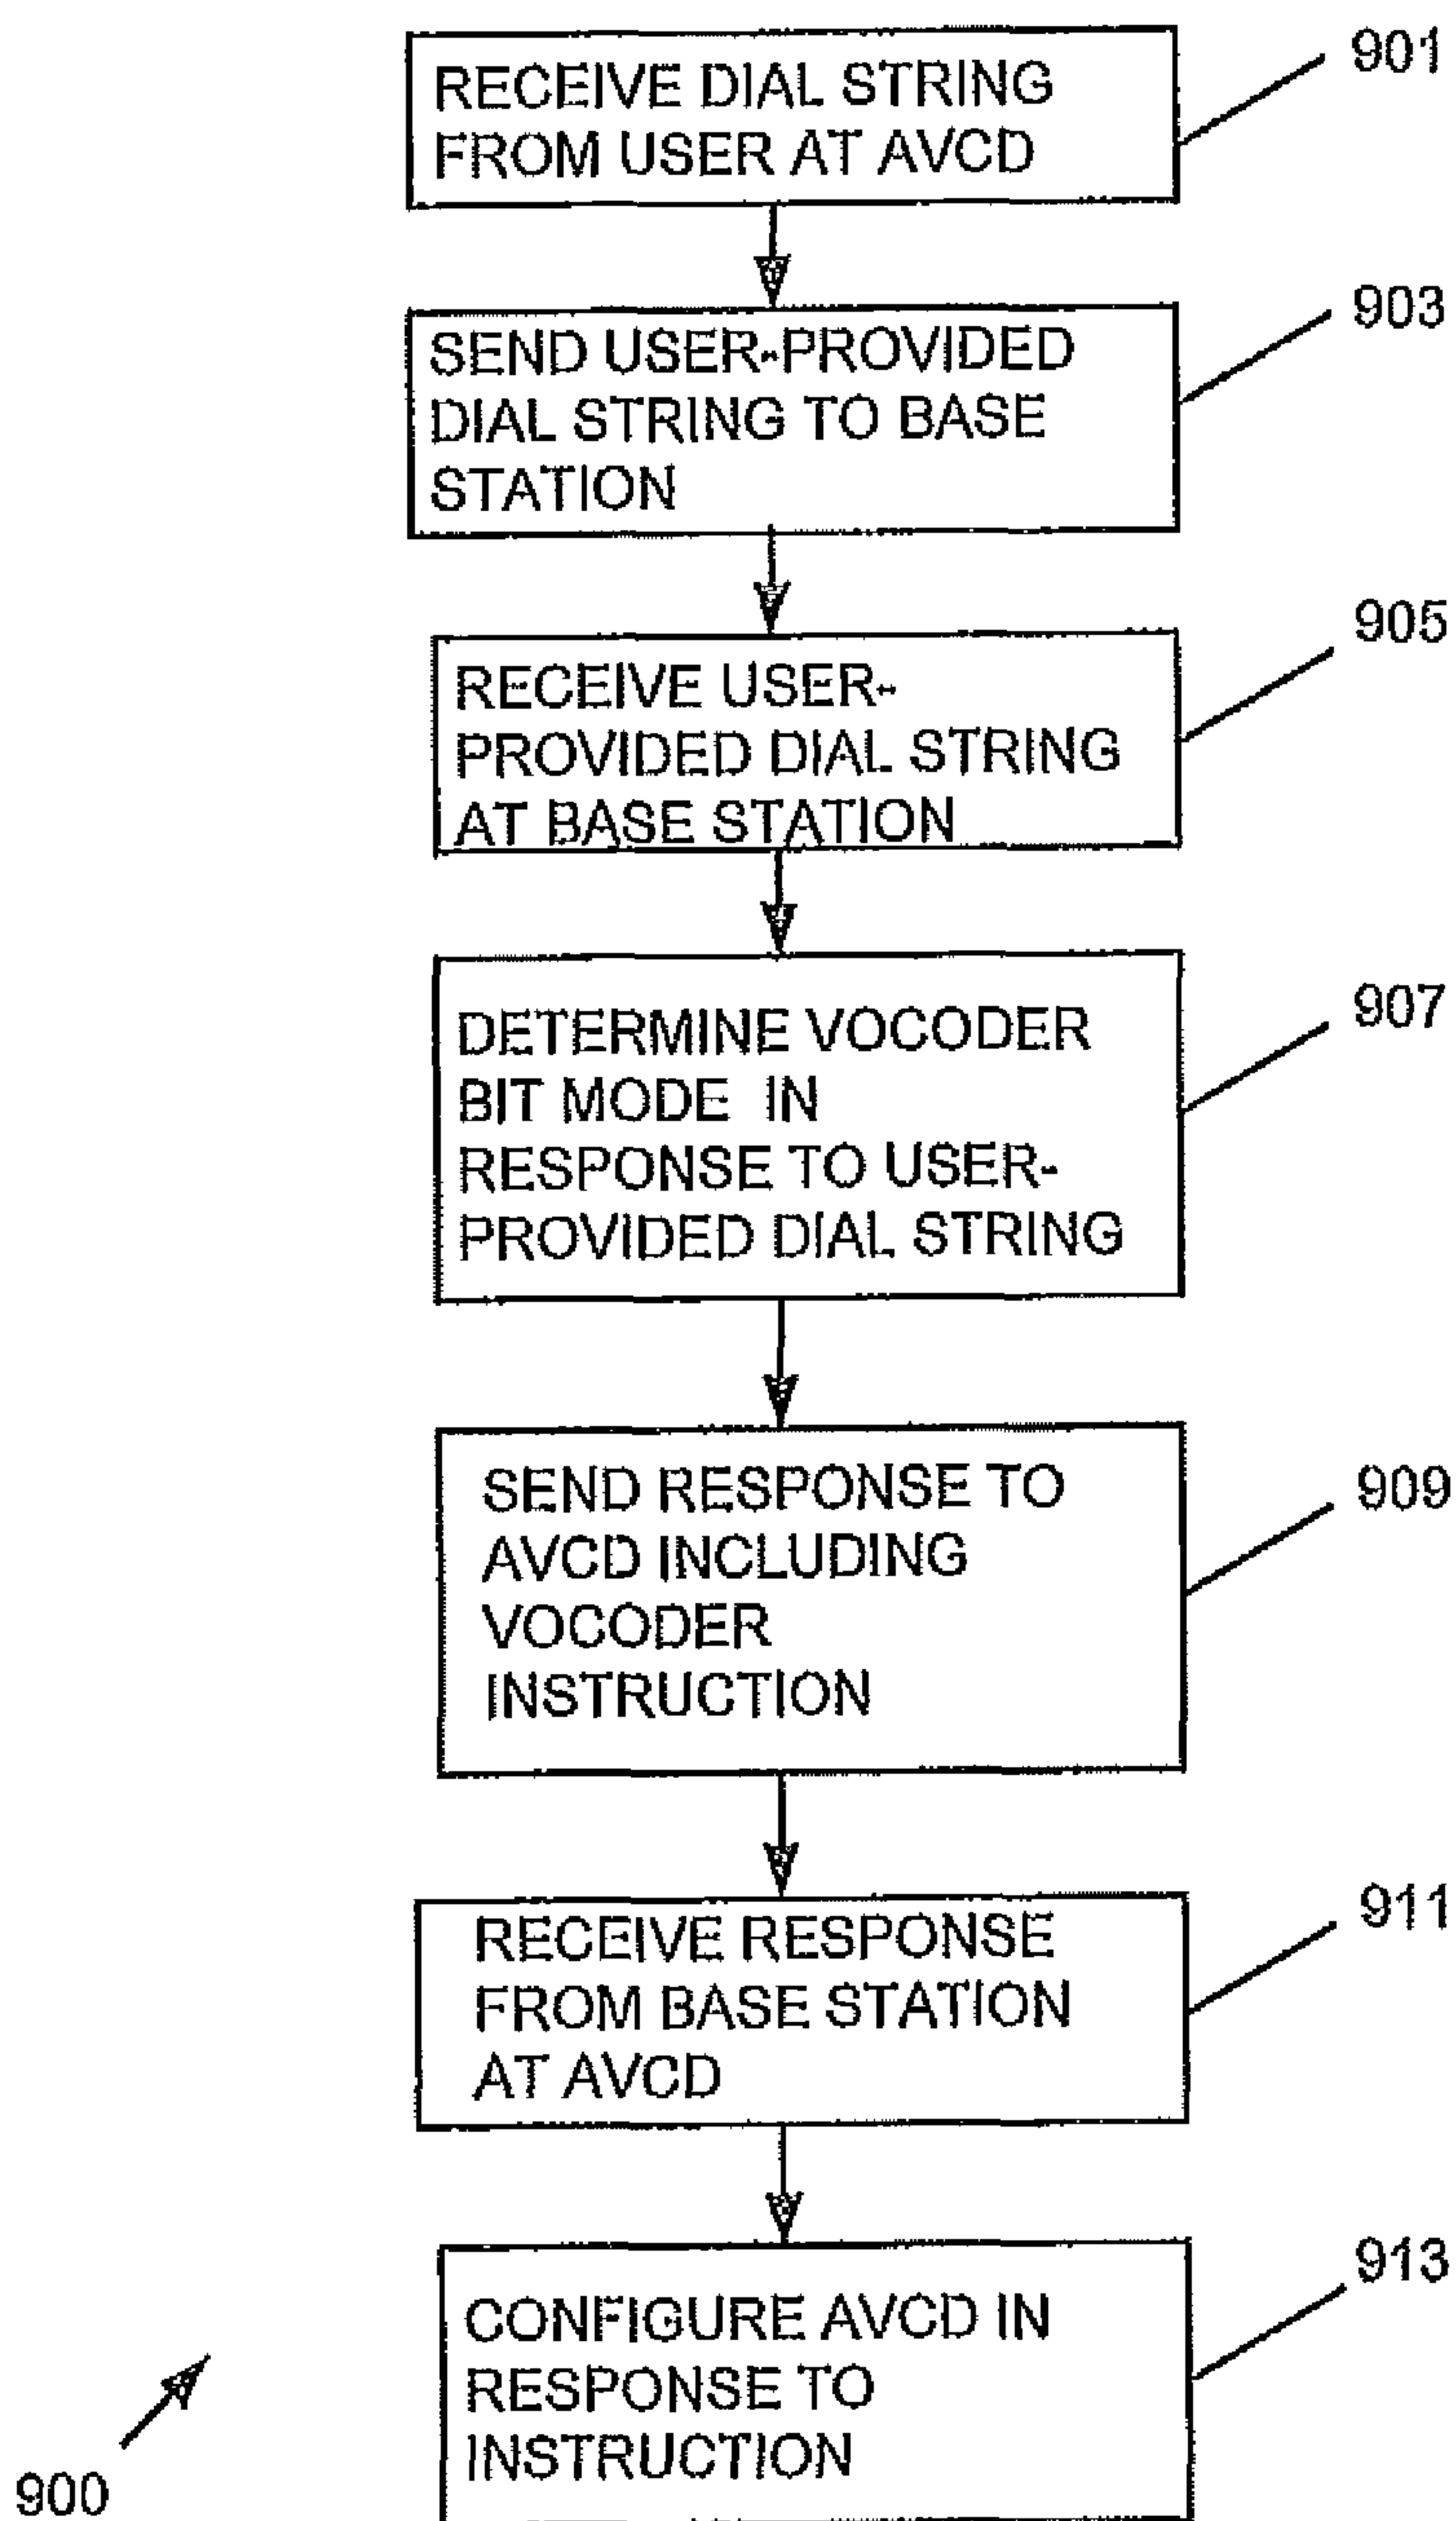 RECEIVE DIAL STRING
FROM USER AT AVCD
901
SEND USER-PROVIDED
DIAL STRING TO BASE
STATION
903
RECEIVE USER-
PROVIDED DIAL STRING
AT BASE STATION
905
DETERMINE VOCODER
BIT MODE IN
RESPONSE TO USER-
PROVIDED DIAL STRING
907
SEND RESPONSE TO
AVCD INCLUDING
VOCODER
INSTRUCTION
909
RECEIVE RESPONSE
FROM BASE STATION
AT AVCD
911
CONFIGURE AVCD IN
RESPONSE TO
INSTRUCTION
913
900